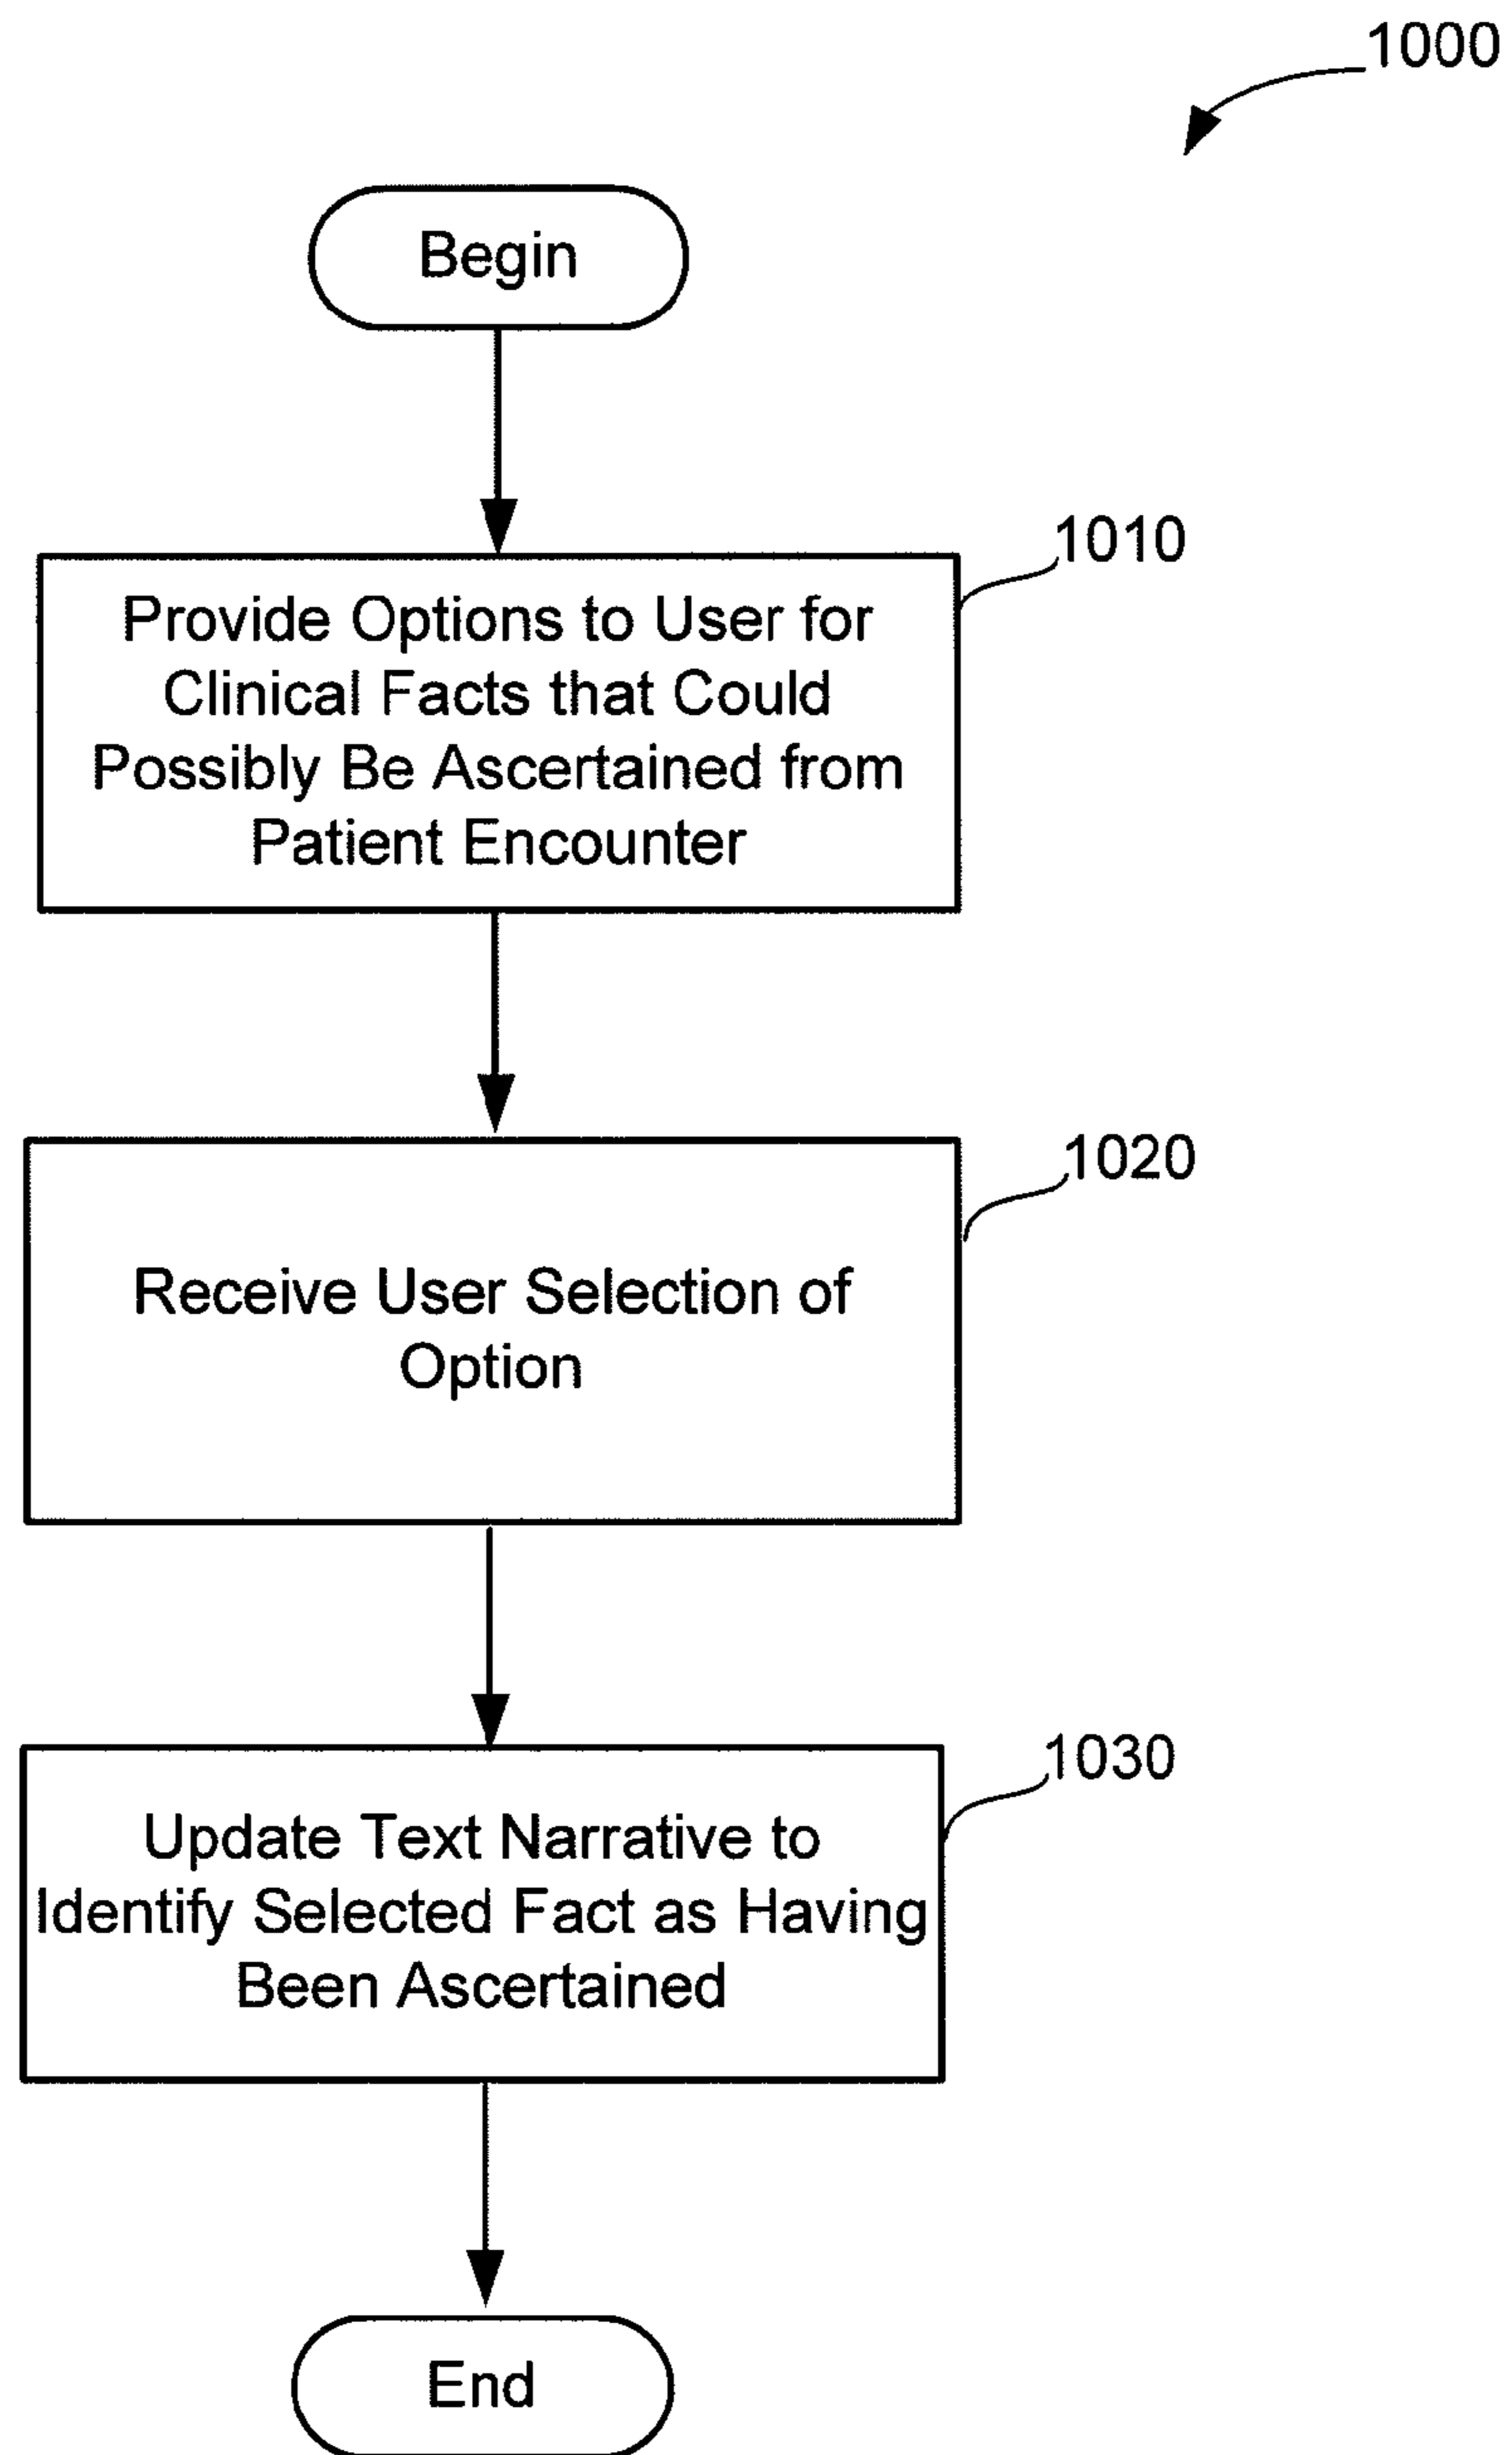 1000
Begin
1010
Provide Options to User for
Clinical Facts that Could
Possibly Be Ascertained from
Patient Encounter
1020
Receive User Selection of
Option
1030
Update Text Narrative to
Identify Selected Fact as Having
Been Ascertained
End